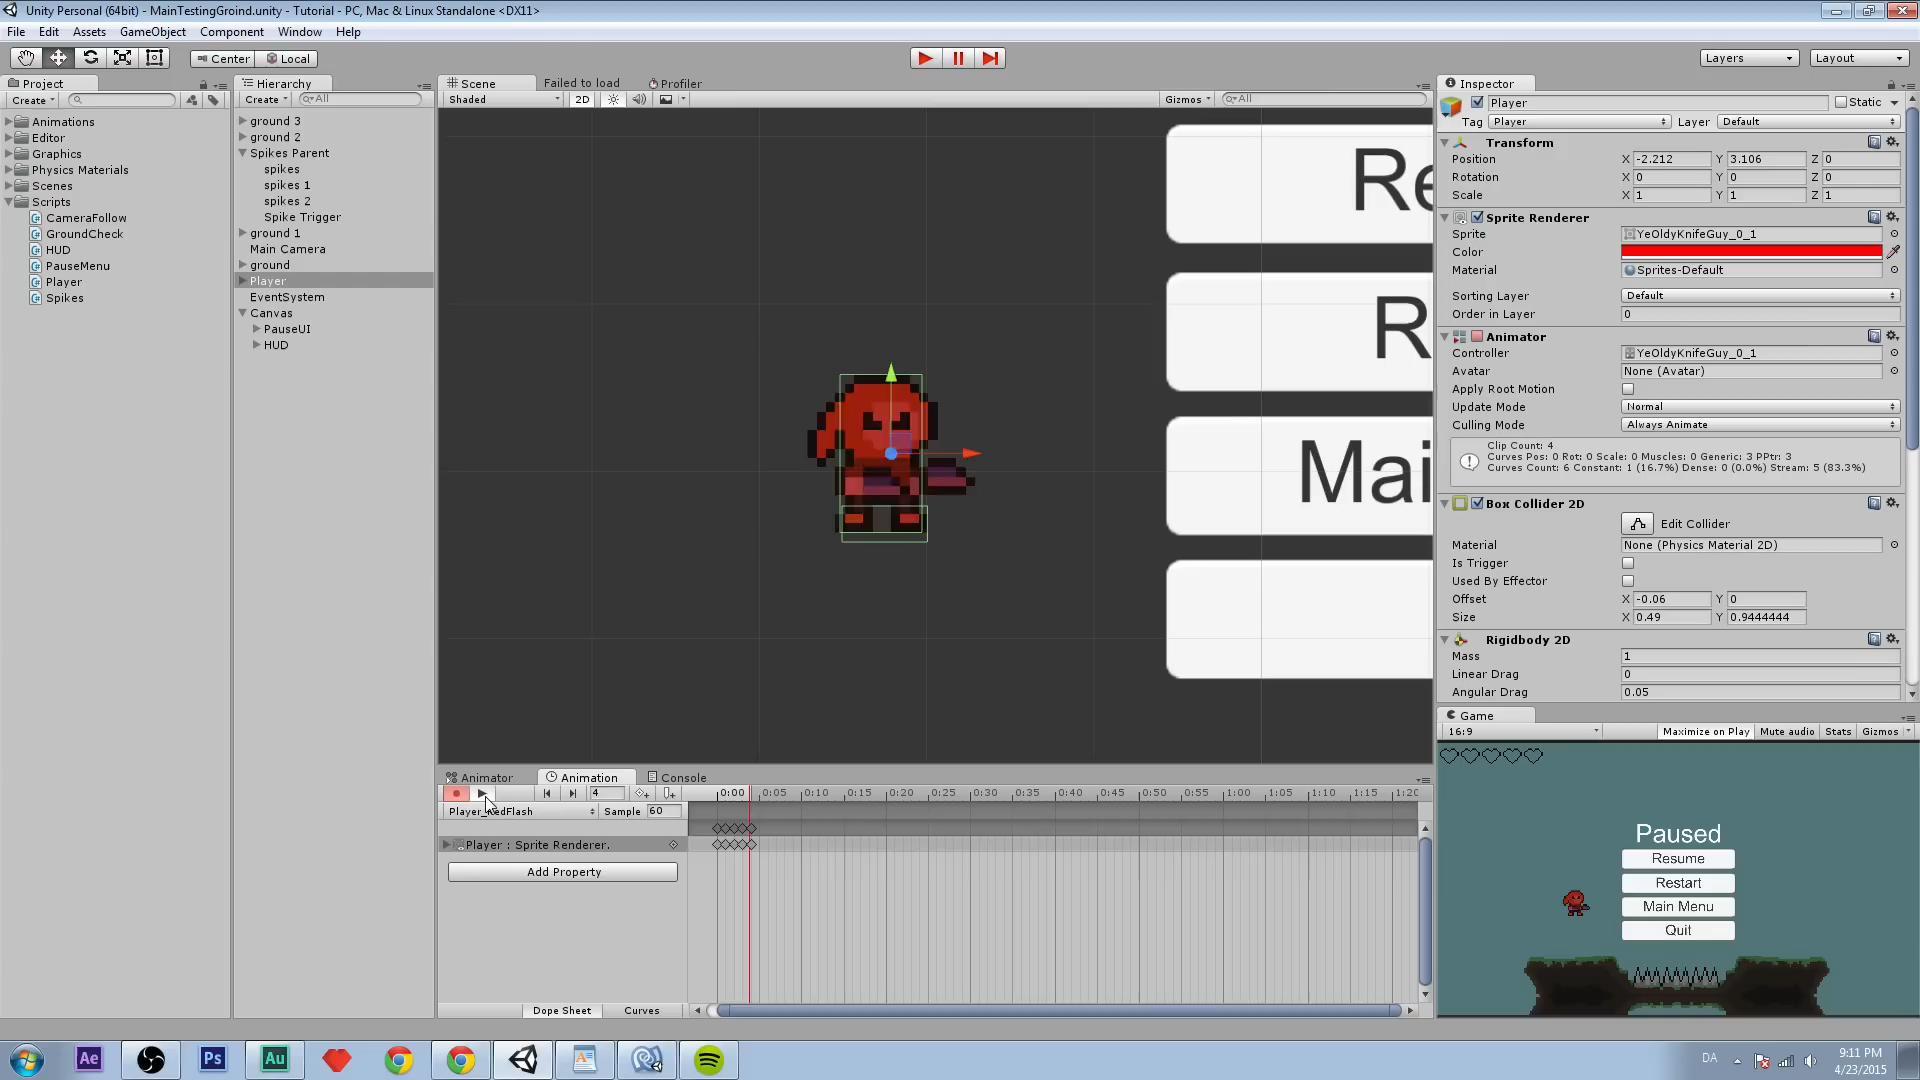 Unity Personal (64bit) - MainTestingGroind.unity - Tutorial - PC, Mac & Linux Standalone <DX11>
File Edit Assets GameObject Component Window Help
Center Local
Layers Layout
Project
Create
Animations
Editor
Graphics
Physics Materials
Scenes
Scripts
CameraFollow
GroundCheck
HUD
PauseMenu
Player
Spikes
Hierarchy
Create All
ground 3
ground 2
Spikes Parent
spikes
spikes 1
spikes 2
Spike Trigger
ground 1
Main Camera
ground
Player
EventSystem
Canvas
PauseUI
HUD
Scene Failed to load Profiler
Shaded 2D Gizmos All
Re
R
Mai
Animator Animation Console
4 0:00 0:05 0:10 0:15 0:20 0:25 0:30 0:35 0:40 0:45 0:50 0:55 1:00 1:05 1:10 1:15 1:20
Player_RedFlash Sample 60
Player : Sprite Renderer.
Add Property
Dope Sheet Curves
Inspector
Player Static
Tag Player Layer Default
Transform
Position X -2.212 Y 3.106 Z 0
Rotation X 0 Y 0 Z 0
Scale X 1 Y 1 Z 1
Sprite Renderer
Sprite YeOldyKnifeGuy_0_1
Color
Material Sprites-Default
Sorting Layer Default
Order in Layer 0
Animator
Controller YeOldyKnifeGuy_0_1
Avatar None (Avatar)
Apply Root Motion
Update Mode Normal
Culling Mode Always Animate
Clip Count: 4
Curves Pos: 0 Rot: 0 Scale: 0 Muscles: 0 Generic: 3 PPtr: 3
Curves Count: 6 Constant: 1 (16.7%) Dense: 0 (0.0%) Stream: 5 (83.3%)
Box Collider 2D
Edit Collider
Material None (Physics Material 2D)
Is Trigger
Used By Effector
Offset X -0.06 Y 0
Size X 0.49 Y 0.9444444
Rigidbody 2D
Mass 1
Linear Drag 0
Angular Drag 0.05
Game
16:9 Maximize on Play Mute audio Stats Gizmos
Paused
Resume
Restart
Main Menu
Quit
Ae Ps Au
DA 9:11 PM
4/23/2015